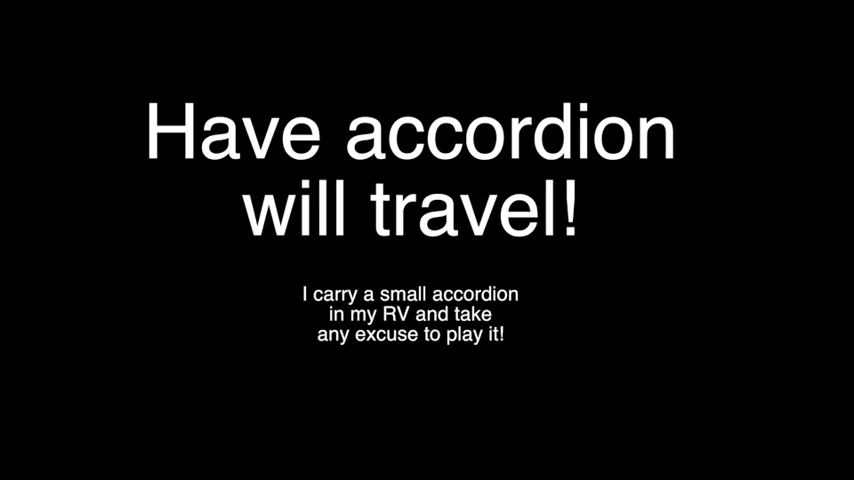 Have accordion
will travel!
I carry a small accordion
in my RV and take
any excuse to play it!